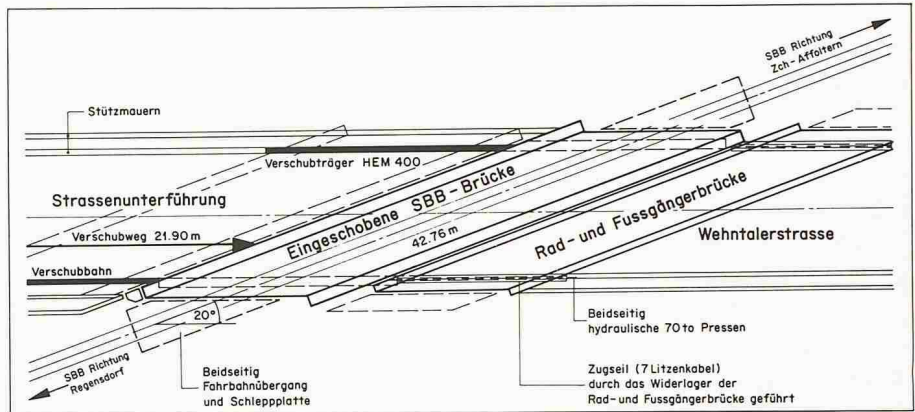 SBB Richtung
Zch-Affoltern
Stützmauern
Verschubträger HEM 400
Strassenunterführung
Eingeschobene SBB-Brücke
42.76 m
Rad- und Fussgängerbrücke
Verschubweg 21.90 m
Wehntalerstrasse
Verschubbahn
20°
SBB Richtung
Regensdorf
Beidseitig
Fahrbahnübergang
und Schleppplatte
Beidseitig
hydraulische 70 to Pressen
Zugseil (7 Litzenkabel)
durch das Widerlager der
Rad- und Fussgängerbrücke geführt